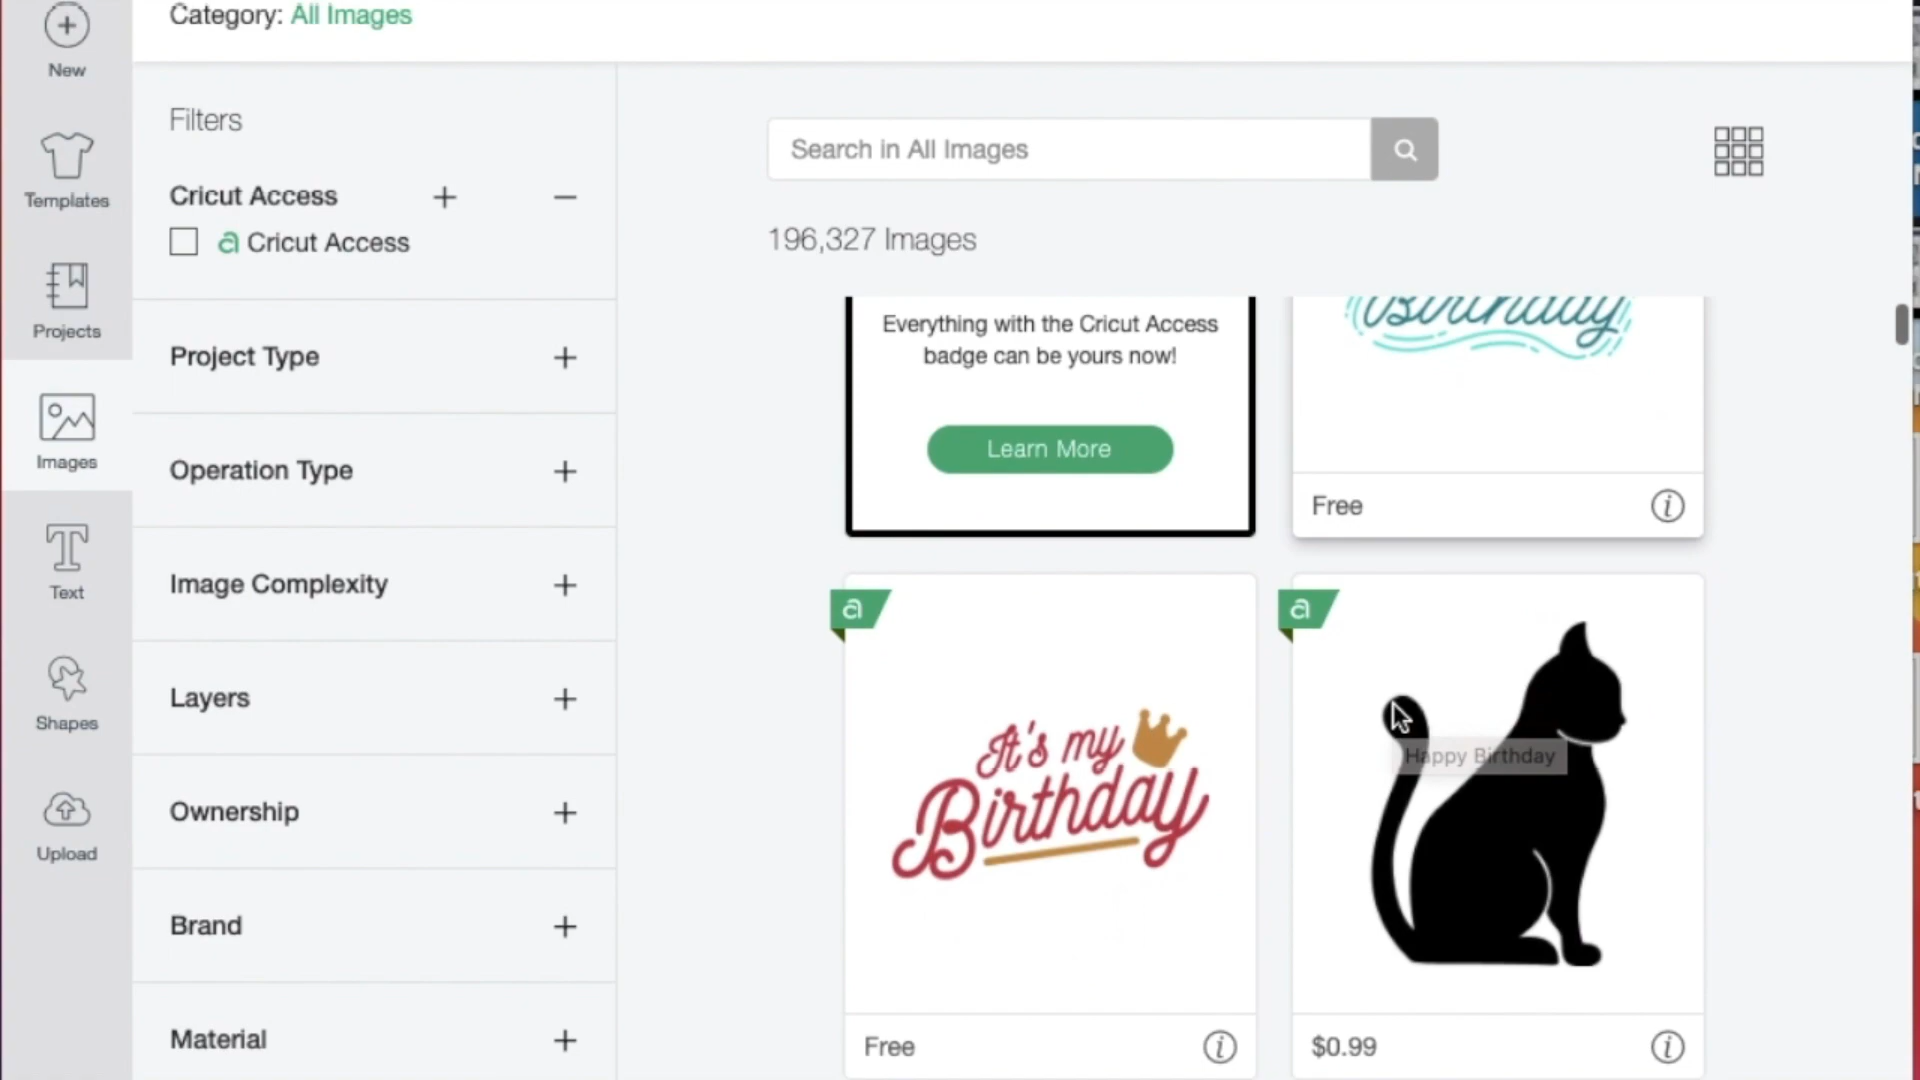 Category: All Images
New
Templates
Projects
Images
Text
Shapes
Upload
Filters
Cricut Access
a Cricut Access
Project Type
Operation Type
Image Complexity
Layers
Ownership
Brand
Material
Search in All Images
196,327 Images
Everything with the Cricut Access
badge can be yours now!
Learn More
Birthday
Free
a
It's my
Birthday
Free
a
Happy Birthday
$0.99